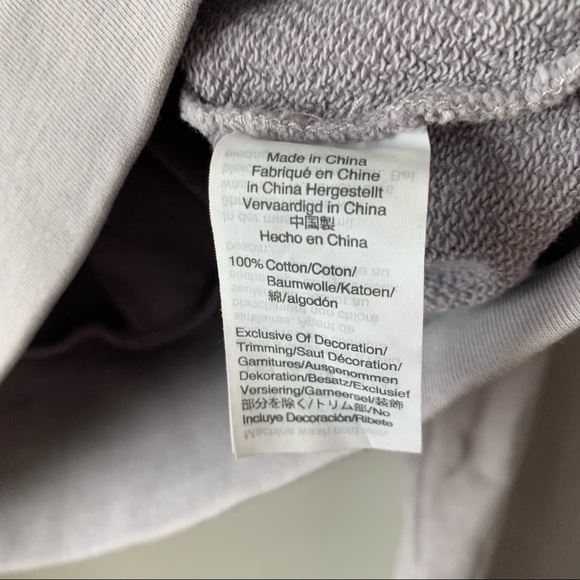 Made in China
Fabriqué en Chine
in China Hergestellt
Vervaardigd in China
中国製
Hecho en China
100% Cotton/Coton/
Baumwolle/Katoen/
綿/algodón
Exclusive Of Decoration/
Trimming/Sauf Décoration/
Garnitures/Ausgenommen
Dekoration/Besatz/Exclusief
Versiering/Garneersel/装飾
部分を除く/トリム部/No
Incluye Decoración/Ribete